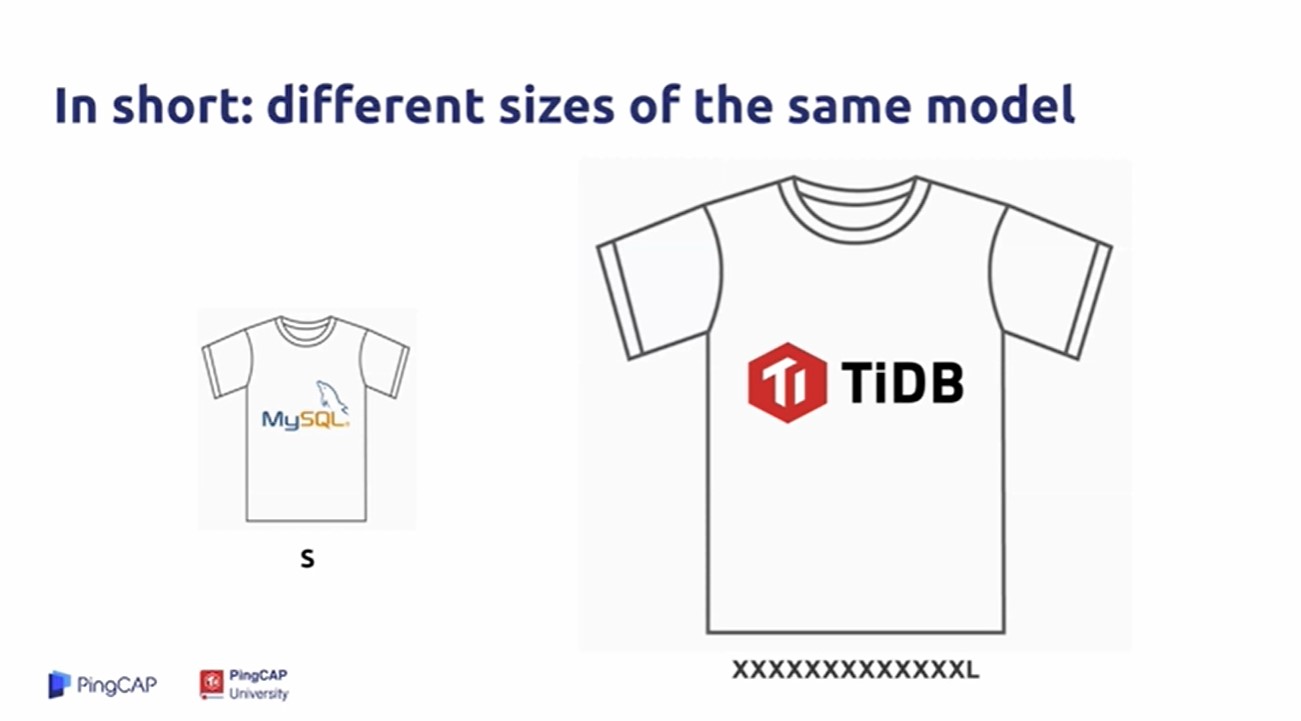 In short: different sizes of the same model
MySQL®
TiDB
S
XXXXXXXXXXXXXL
PingCAP
PingCAP
University